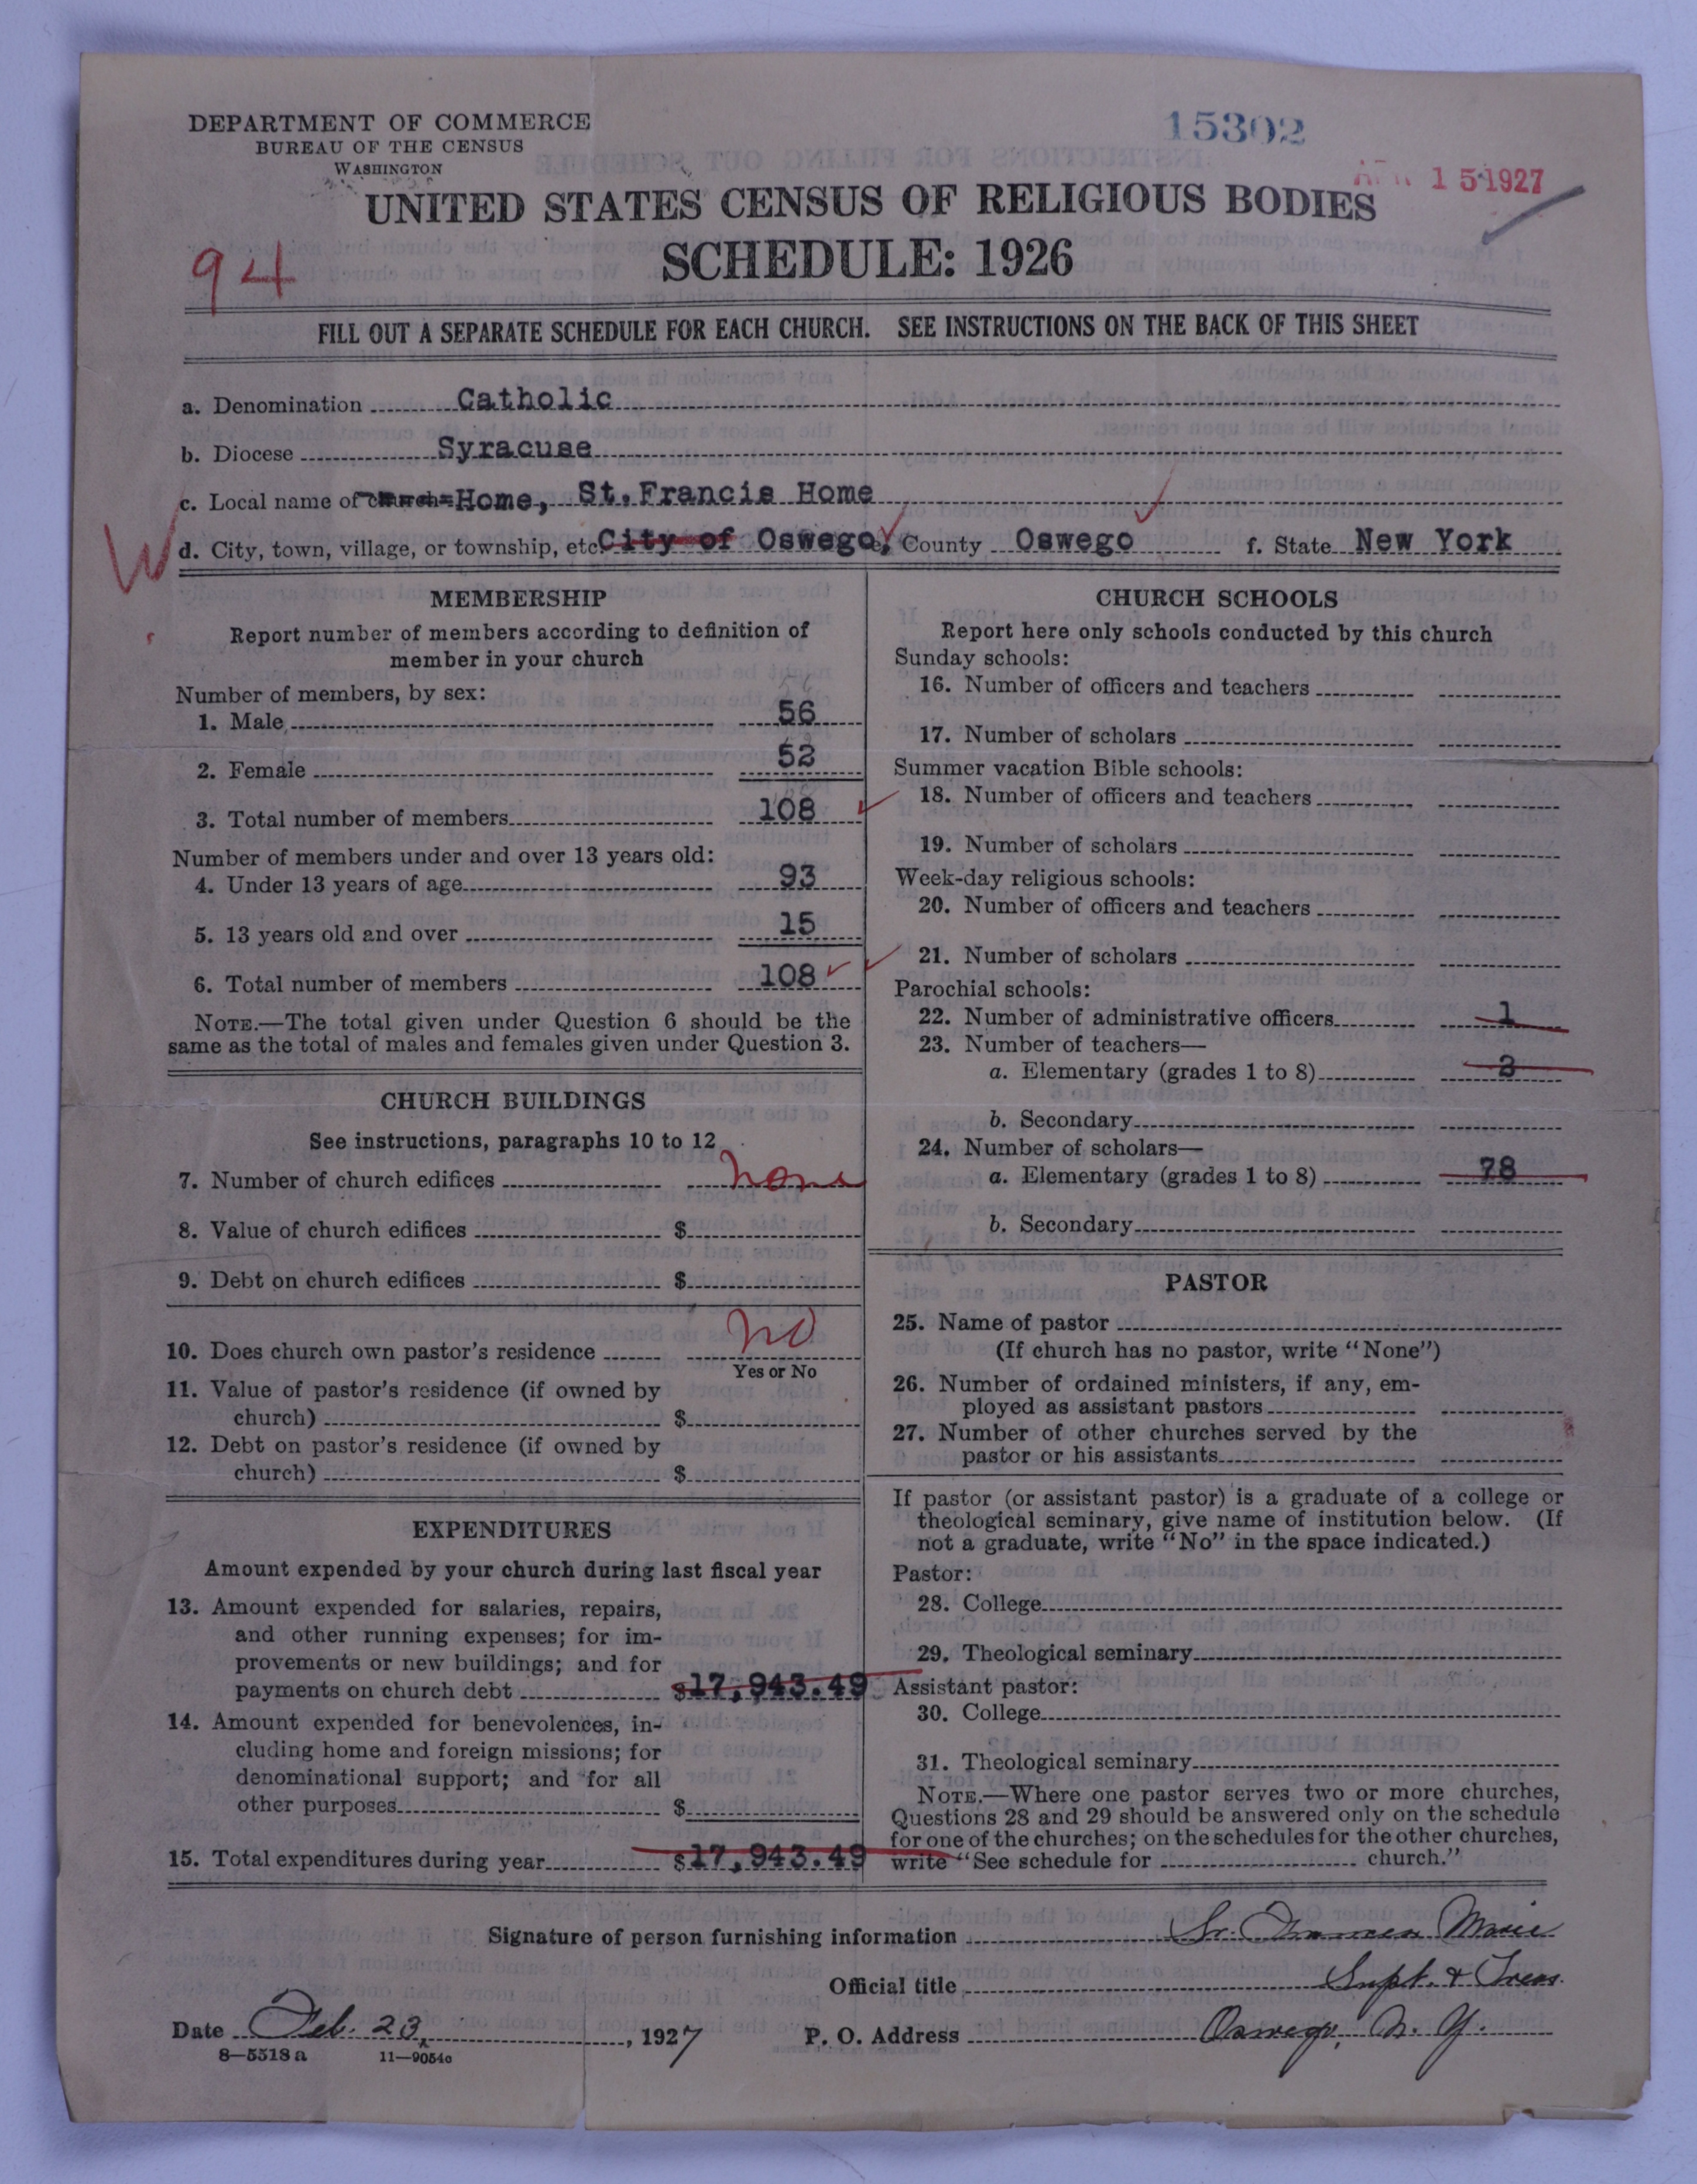 DEPARTMENT OF COMMERCE
BUREAU OF THE CENSUS
WASHINGTON
15302
15 1927
UNITED STATES CENSUS OF RELIGIOUS BODIES
SCHEDULE: 1926
94
FILL OUT A SEPARATE SCHEDULE FOR EACH CHURCH. SEE INSTRUCTIONS ON THE BACK OF THIS SHEET
a. Denomination Catholic
b. Diocese Syracuse
c. Local name of church Home, St. Francis Home
W
d. City, town, village, or township, etc. City of Oswego, County Oswego f. State New York
MEMBERSHIP
Report number of members according to definition of
member in your church
Number of members, by sex:
1. Male 56
2. Female 52
3. Total number of members 108
Number of members under and over 13 years old:
4. Under 13 years of age 93
5. 13 years old and over 15
6. Total number of members 108
NOTE.—The total given under Question 6 should be the
same as the total of males and females given under Question 3.
CHURCH BUILDINGS
See instructions, paragraphs 10 to 12
7. Number of church edifices none
8. Value of church edifices $
9. Debt on church edifices $
10. Does church own pastor's residence no
Yes or No
11. Value of pastor's residence (if owned by
church) $
12. Debt on pastor's residence (if owned by
church) $
EXPENDITURES
Amount expended by your church during last fiscal year
13. Amount expended for salaries, repairs,
and other running expenses; for im-
provements or new buildings; and for
payments on church debt $17,943.49
14. Amount expended for benevolences, in-
cluding home and foreign missions; for
denominational support; and for all
other purposes $
15. Total expenditures during year $17,943.49
CHURCH SCHOOLS
Report here only schools conducted by this church
Sunday schools:
16. Number of officers and teachers
17. Number of scholars
Summer vacation Bible schools:
18. Number of officers and teachers
19. Number of scholars
Week-day religious schools:
20. Number of officers and teachers
21. Number of scholars
Parochial schools:
22. Number of administrative officers 1
23. Number of teachers—
a. Elementary (grades 1 to 8) 3
b. Secondary
24. Number of scholars—
a. Elementary (grades 1 to 8) 78
b. Secondary
PASTOR
25. Name of pastor
(If church has no pastor, write "None")
26. Number of ordained ministers, if any, em-
ployed as assistant pastors
27. Number of other churches served by the
pastor or his assistants
If pastor (or assistant pastor) is a graduate of a college or
theological seminary, give name of institution below. (If
not a graduate, write "No" in the space indicated.)
Pastor:
28. College
29. Theological seminary
Assistant pastor:
30. College
31. Theological seminary
NOTE.—Where one pastor serves two or more churches,
Questions 28 and 29 should be answered only on the schedule
for one of the churches; on the schedules for the other churches,
write "See schedule for church."
Signature of person furnishing information Sr. Frances Marie
Official title Supt. & Treas.
Date Feb. 23, 1927 P. O. Address Oswego, N. Y.
8—5518 a 11—9054c